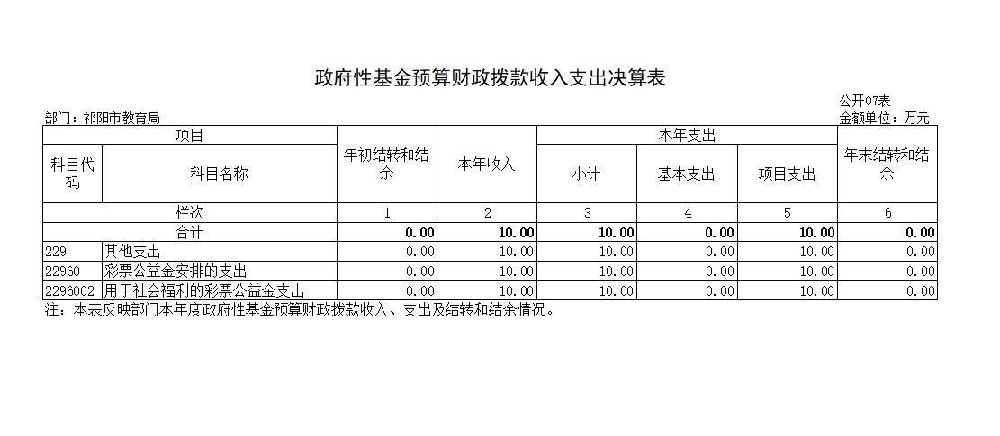 政府性基金预算财政拨款收入支出决算表
公开07表
部门：祁阳市教育局 金额单位：万元
项目 年初结转和结余 本年收入 本年支出 年末结转和结余
科目代码 科目名称 小计 基本支出 项目支出
栏次 1 2 3 4 5 6
合计 0.00 10.00 10.00 0.00 10.00 0.00
229 其他支出 0.00 10.00 10.00 0.00 10.00 0.00
22960 彩票公益金安排的支出 0.00 10.00 10.00 0.00 10.00 0.00
2296002 用于社会福利的彩票公益金支出 0.00 10.00 10.00 0.00 10.00 0.00
注：本表反映部门本年度政府性基金预算财政拨款收入、支出及结转和结余情况。